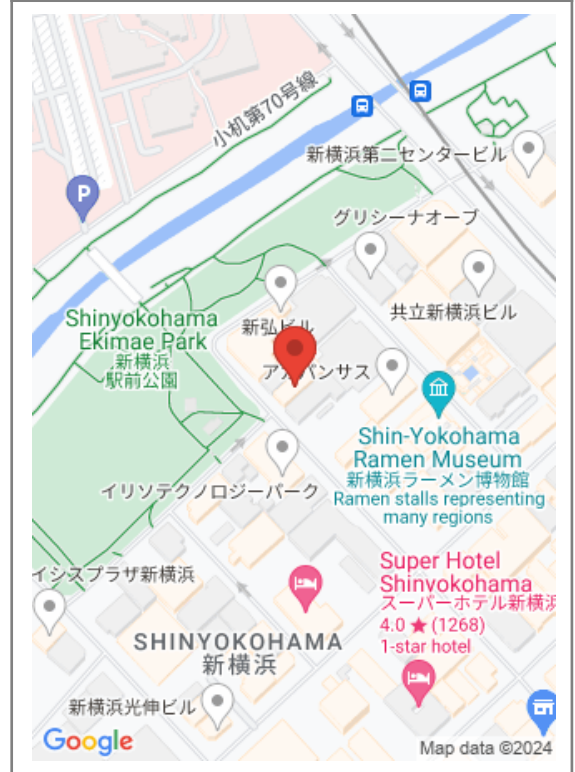 小机第70号線
P
新横浜第二センタービル
グリシーナオーブ
共立新横浜ビル
Shinyokohama
Ekimae Park
新横浜
駅前公園
新弘ビル
バンサス
Shin-Yokohama
Ramen Museum
新横浜ラーメン博物館
Ramen stalls representing
many regions
イリソテクノロジーパーク
イシスプラザ新横浜
Super Hotel
Shinyokohama
スーパーホテル新横浜
4.0 ★ (1268)
1-star hotel
SHINYOKOHAMA
新横浜
新横浜光伸ビル
Google
Map data ©2024